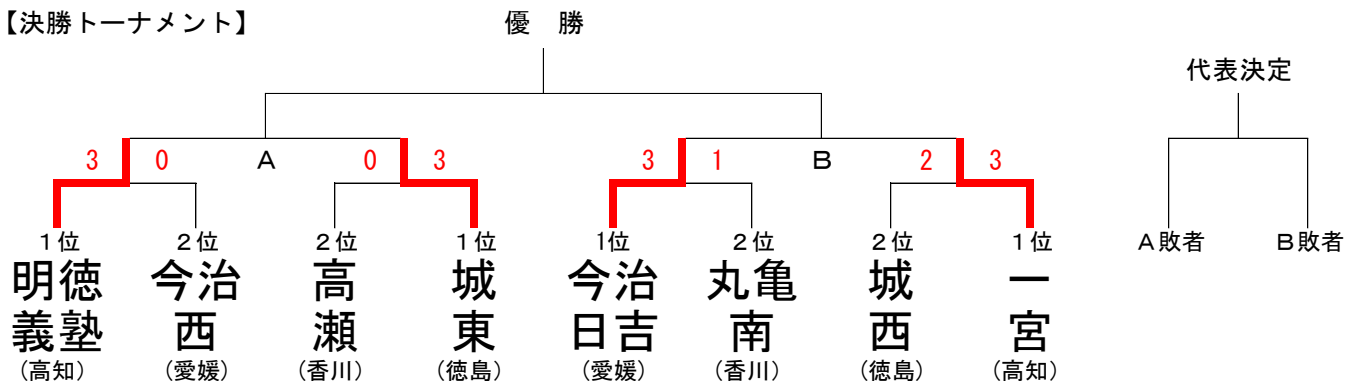 【決勝トーナメント】
優　勝
代表決定
3 0 A 0 3 3 1 B 2 3
1位 2位 2位 1位 1位 2位 2位 1位 A敗者 B敗者
明徳 今治 高 城 今治 丸亀 城 一
義塾 西 瀬 東 日吉 南 西 宮
(高知) (愛媛) (香川) (徳島) (愛媛) (香川) (徳島) (高知)